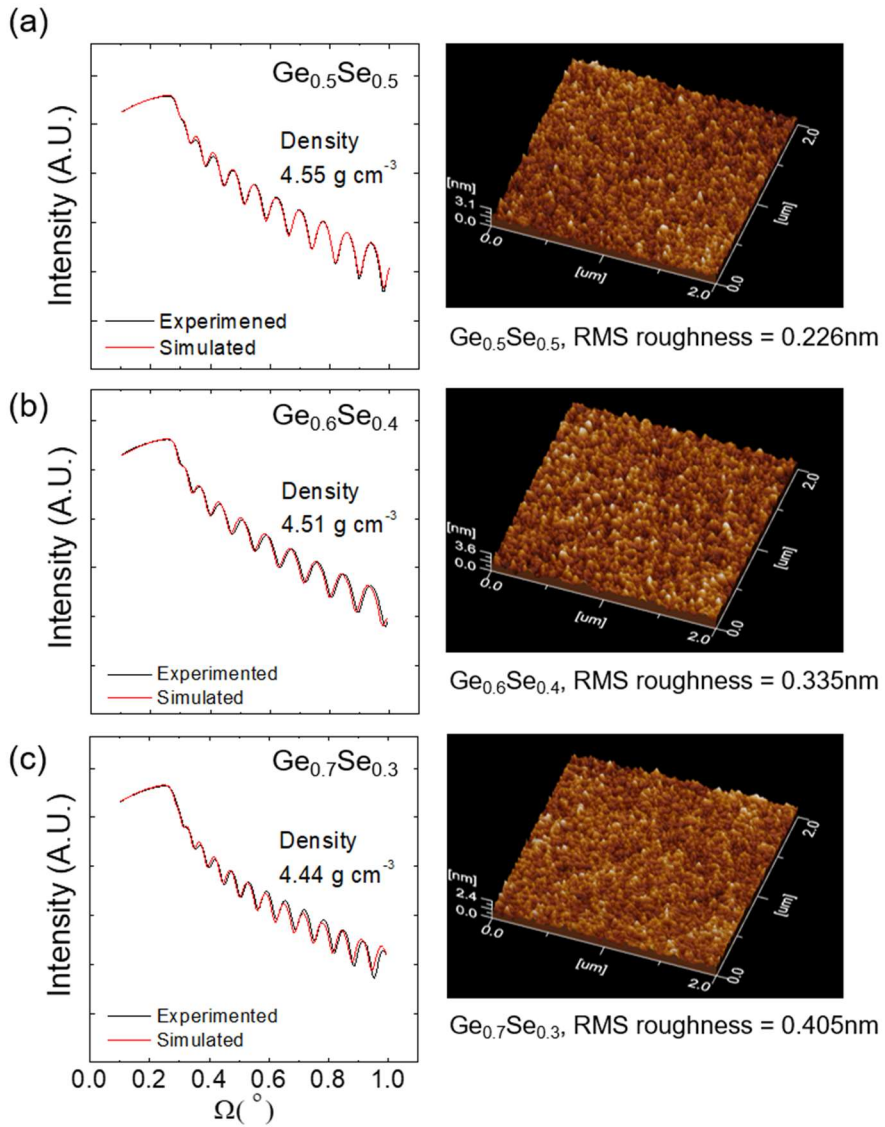 (a)
Ge0.5Se0.5
Density
4.55 g cm-3
Intensity (A.U.)
Experimened
Simulated
[nm]
3.1
0.0
0.0
[um]
2.0
0.0
[um]
2.0
Ge0.5Se0.5, RMS roughness = 0.226nm
(b)
Ge0.6Se0.4
Density
4.51 g cm-3
Intensity (A.U.)
Experimented
Simulated
[nm]
3.6
0.0
0.0
[um]
2.0
0.0
[um]
2.0
Ge0.6Se0.4, RMS roughness = 0.335nm
(c)
Ge0.7Se0.3
Density
4.44 g cm-3
Intensity (A.U.)
Experimented
Simulated
0.0 0.2 0.4 0.6 0.8 1.0
Ω(°)
[nm]
2.4
0.0
0.0
[um]
2.0
0.0
[um]
2.0
Ge0.7Se0.3, RMS roughness = 0.405nm